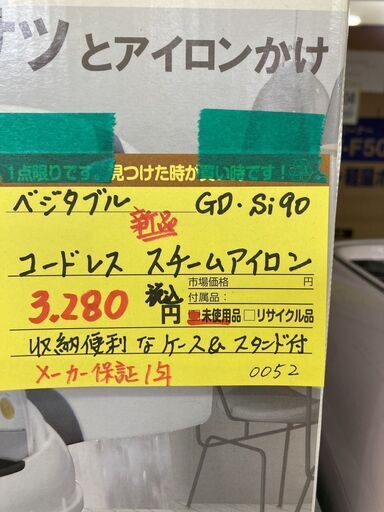 サッとアイロンかけ
1点限りです。見つけた時が買い時です!
ベジタブル GD・Si90
新品
コードレス スチームアイロン
市場価格 円
3.280 税込 円
付属品:
未使用品 □リサイクル品
収納便利なケース&スタンド付
メーカー保証1年
0052